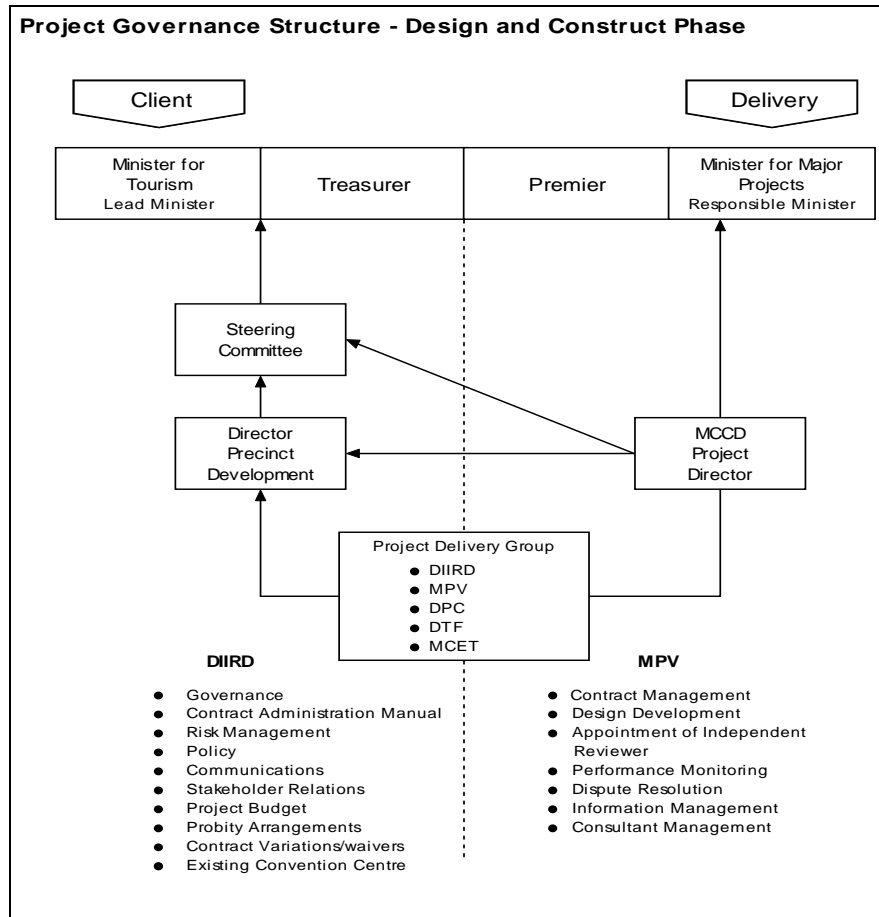 Project Governance Structure - Design and Construct Phase
Client
Delivery
Minister for
Tourism
Lead Minister
Treasurer
Premier
Minister for Major
Projects
Responsible Minister
Steering
Committee
Director
Precinct
Development
MCCD
Project
Director
Project Delivery Group
● DIIRD
● MPV
● DPC
● DTF
● MCET
DIIRD
● Governance
● Contract Administration Manual
● Risk Management
● Policy
● Communications
● Stakeholder Relations
● Project Budget
● Probity Arrangements
● Contract Variations/waivers
● Existing Convention Centre
MPV
● Contract Management
● Design Development
● Appointment of Independent
Reviewer
● Performance Monitoring
● Dispute Resolution
● Information Management
● Consultant Management